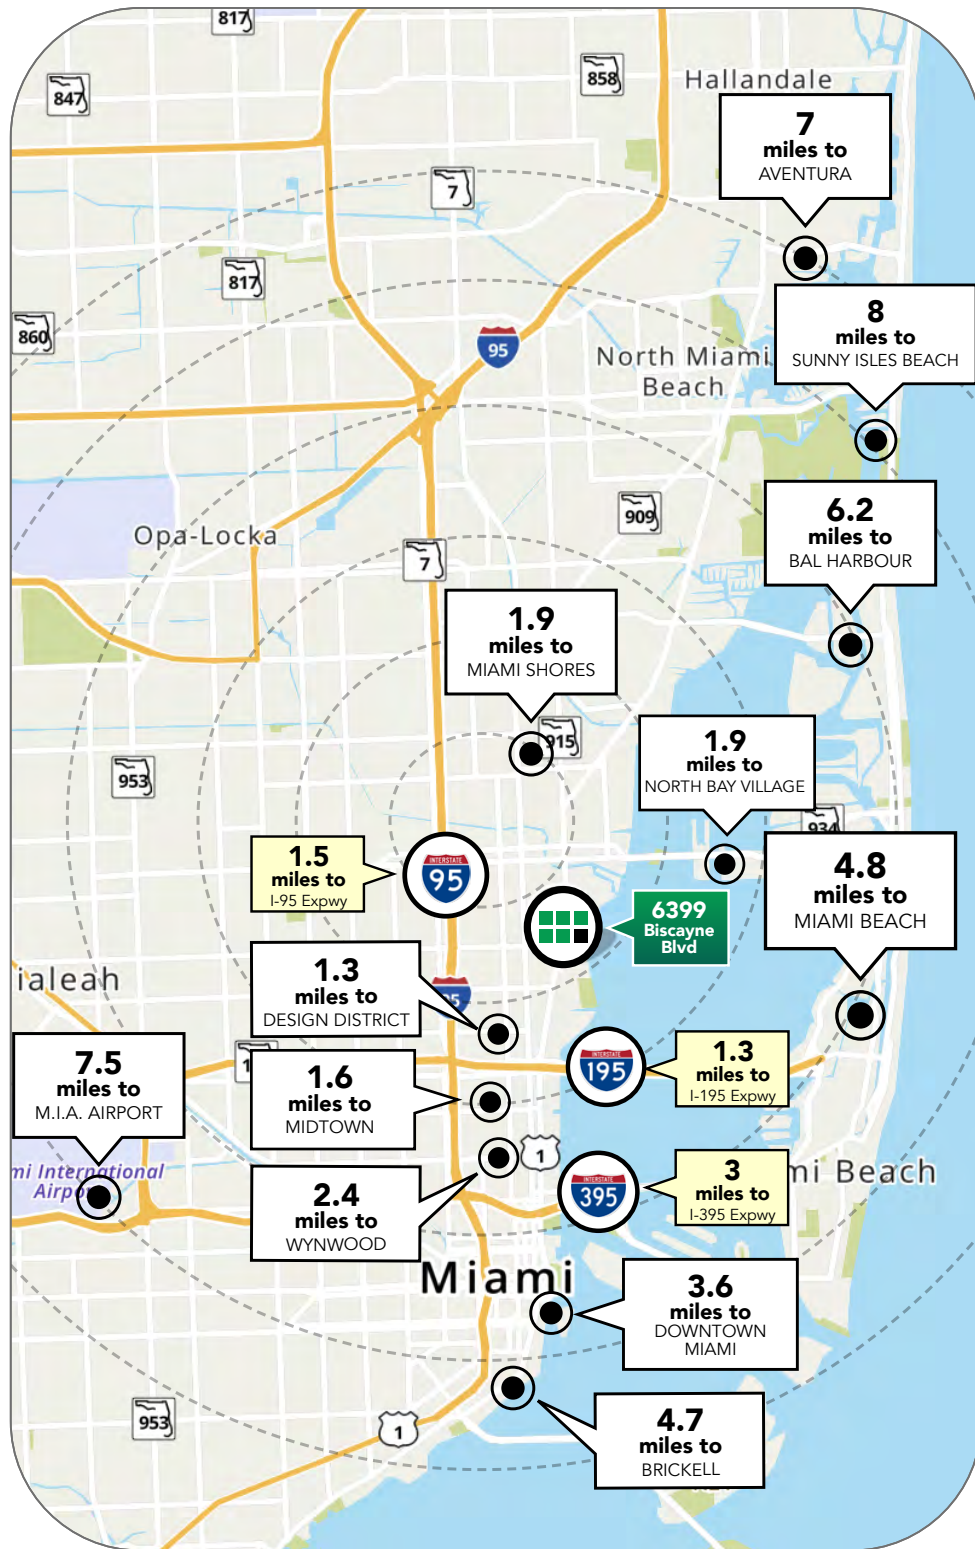 817
847
858
Hallandale
7
miles to
AVENTURA
7
817
860
8
miles to
SUNNY ISLES BEACH
95
North Miami
Beach
6.2
miles to
BAL HARBOUR
909
Opa-Locka
7
1.9
miles to
MIAMI SHORES
915
1.9
miles to
NORTH BAY VILLAGE
953
934
1.5
miles to
I-95 Expwy
INTERSTATE
95
4.8
miles to
MIAMI BEACH
6399
Biscayne
Blvd
ialeah
1.3
miles to
DESIGN DISTRICT
95
7.5
miles to
M.I.A. AIRPORT
1
1.6
miles to
MIDTOWN
INTERSTATE
195
1.3
miles to
I-195 Expwy
1
mi International
Airpo
2.4
miles to
WYNWOOD
INTERSTATE
395
3
miles to
I-395 Expwy
mi Beach
Miami
3.6
miles to
DOWNTOWN
MIAMI
953
1
4.7
miles to
BRICKELL